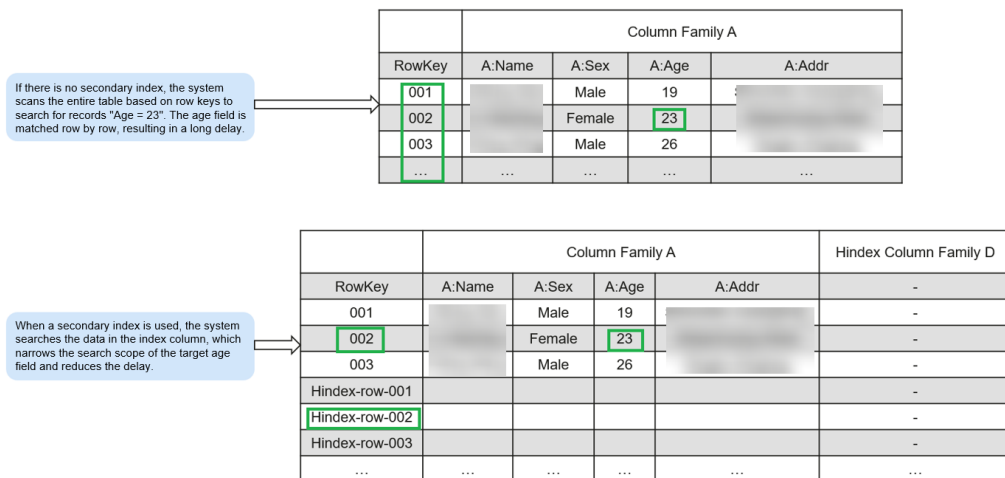 Column Family A
RowKey A:Name A:Sex A:Age A:Addr
If there is no secondary index, the system
scans the entire table based on row keys to
search for records "Age = 23". The age field is
matched row by row, resulting in a long delay.
001 Male 19
002 Female 23
003 Male 26
... ... ... ... ...
Column Family A Hindex Column Family D
RowKey A:Name A:Sex A:Age A:Addr -
When a secondary index is used, the system
searches the data in the index column, which
narrows the search scope of the target age
field and reduces the delay.
001 Male 19 -
002 Female 23 -
003 Male 26 -
Hindex-row-001 -
Hindex-row-002 -
Hindex-row-003 -
... ... ... ... ... ...